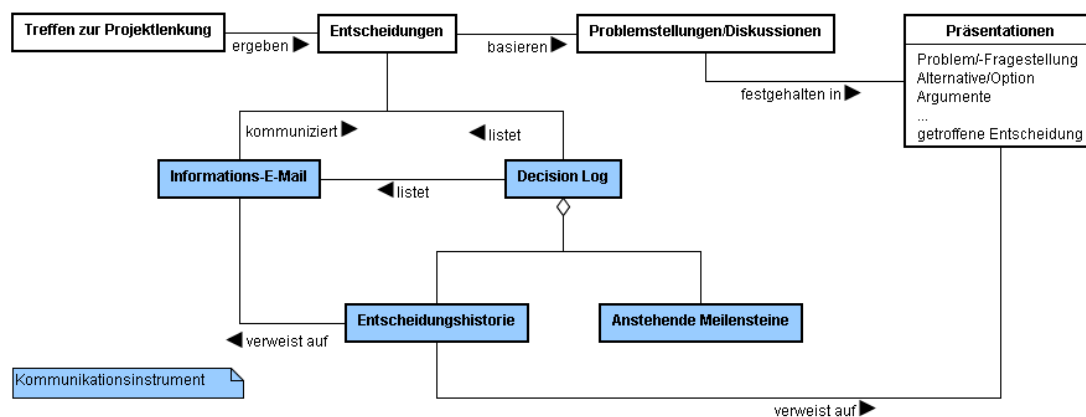 Treffen zur Projektlenkung
ergeben
Entscheidungen
basieren
Problemstellungen/Diskussionen
festgehalten in
Präsentationen
Problem/-Fragestellung
Alternative/Option
Argumente
...
getroffene Entscheidung
kommuniziert
listet
Informations-E-Mail
listet
Decision Log
Entscheidungshistorie
Anstehende Meilensteine
verweist auf
Kommunikationsinstrument
verweist auf